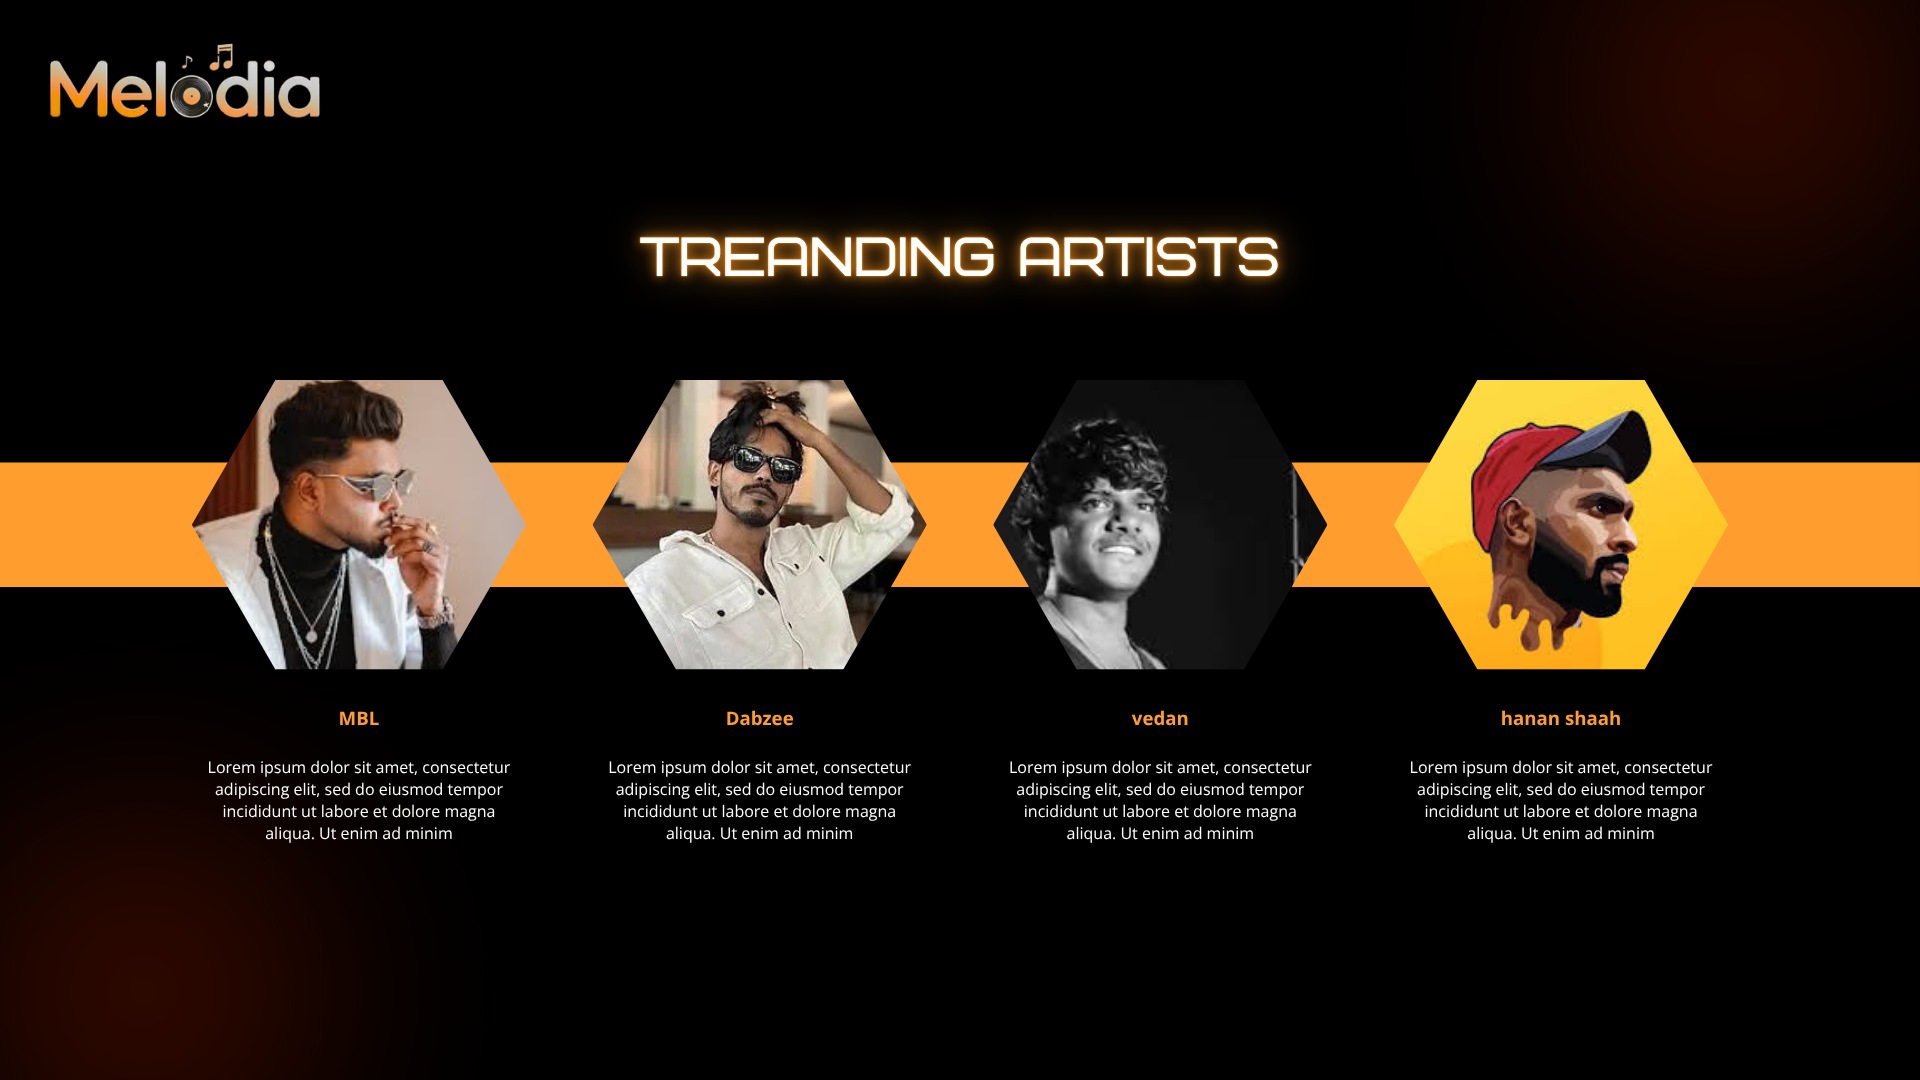 Melodia
TREANDING ARTISTS
MBL
Lorem ipsum dolor sit amet, consectetur
adipiscing elit, sed do eiusmod tempor
incididunt ut labore et dolore magna
aliqua. Ut enim ad minim
Dabzee
Lorem ipsum dolor sit amet, consectetur
adipiscing elit, sed do eiusmod tempor
incididunt ut labore et dolore magna
aliqua. Ut enim ad minim
vedan
Lorem ipsum dolor sit amet, consectetur
adipiscing elit, sed do eiusmod tempor
incididunt ut labore et dolore magna
aliqua. Ut enim ad minim
hanan shaah
Lorem ipsum dolor sit amet, consectetur
adipiscing elit, sed do eiusmod tempor
incididunt ut labore et dolore magna
aliqua. Ut enim ad minim